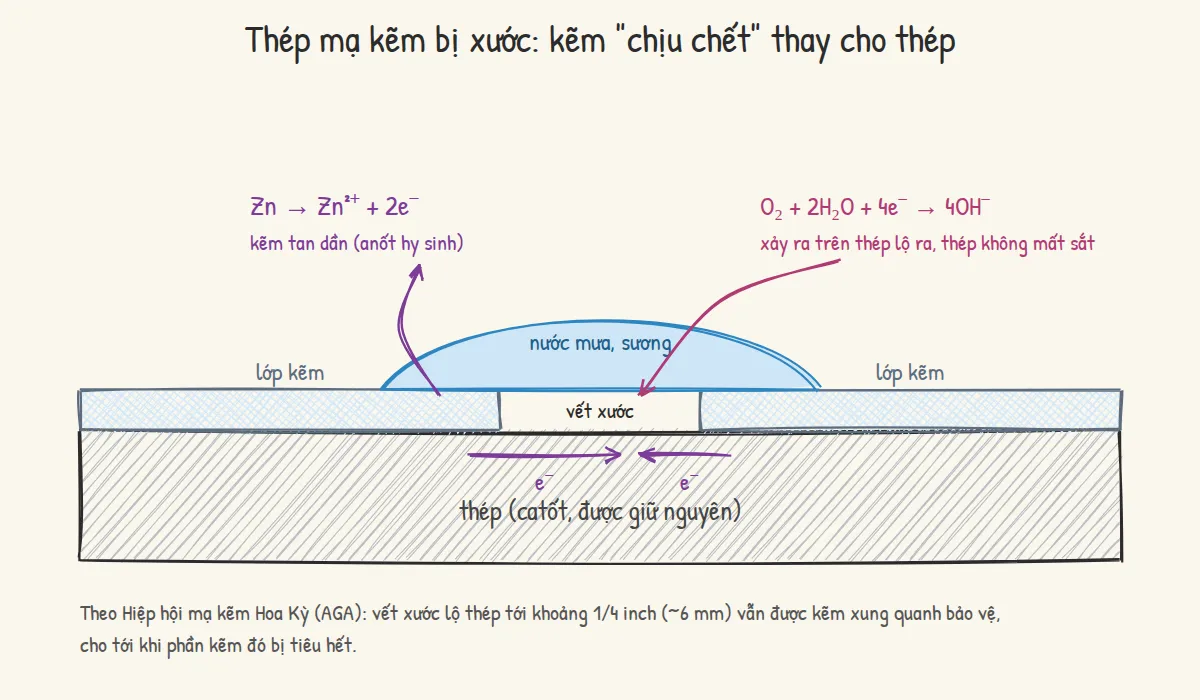 Thép mạ kẽm bị xước: kẽm "chịu chết" thay cho thép
Zn → Zn²⁺ + 2e⁻
kẽm tan dần (anốt hy sinh)
O₂ + 2H₂O + 4e⁻ → 4OH⁻
xảy ra trên thép lộ ra, thép không mất sắt
nước mưa, sương
lớp kẽm
lớp kẽm
vết xước
e⁻
e⁻
thép (catốt, được giữ nguyên)
Theo Hiệp hội mạ kẽm Hoa Kỳ (AGA): vết xước lộ thép tới khoảng 1/4 inch (~6 mm) vẫn được kẽm xung quanh bảo vệ,
cho tới khi phần kẽm đó bị tiêu hết.